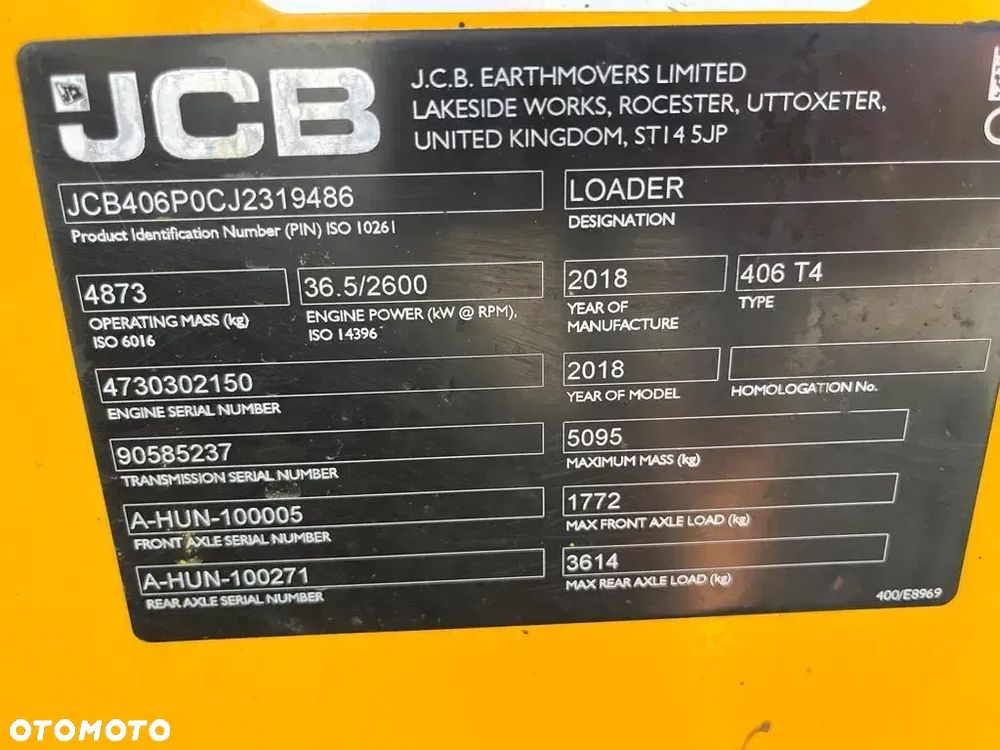 JCB
J.C.B. EARTHMOVERS LIMITED
LAKESIDE WORKS, ROCESTER, UTTOXETER,
UNITED KINGDOM, ST14 5JP
JCB406P0CJ2319486
Product Identification Number (PIN) ISO 10261
LOADER
DESIGNATION
4873
OPERATING MASS (kg)
ISO 6016
36.5/2600
ENGINE POWER (kW @ RPM),
ISO 14396
2018
YEAR OF
MANUFACTURE
406 T4
TYPE
4730302150
ENGINE SERIAL NUMBER
2018
YEAR OF MODEL
HOMOLOGATION No.
90585237
TRANSMISSION SERIAL NUMBER
5095
MAXIMUM MASS (kg)
A-HUN-100005
FRONT AXLE SERIAL NUMBER
1772
MAX FRONT AXLE LOAD (kg)
A-HUN-100271
REAR AXLE SERIAL NUMBER
3614
MAX REAR AXLE LOAD (kg)
400/E8969
OTOMOTO